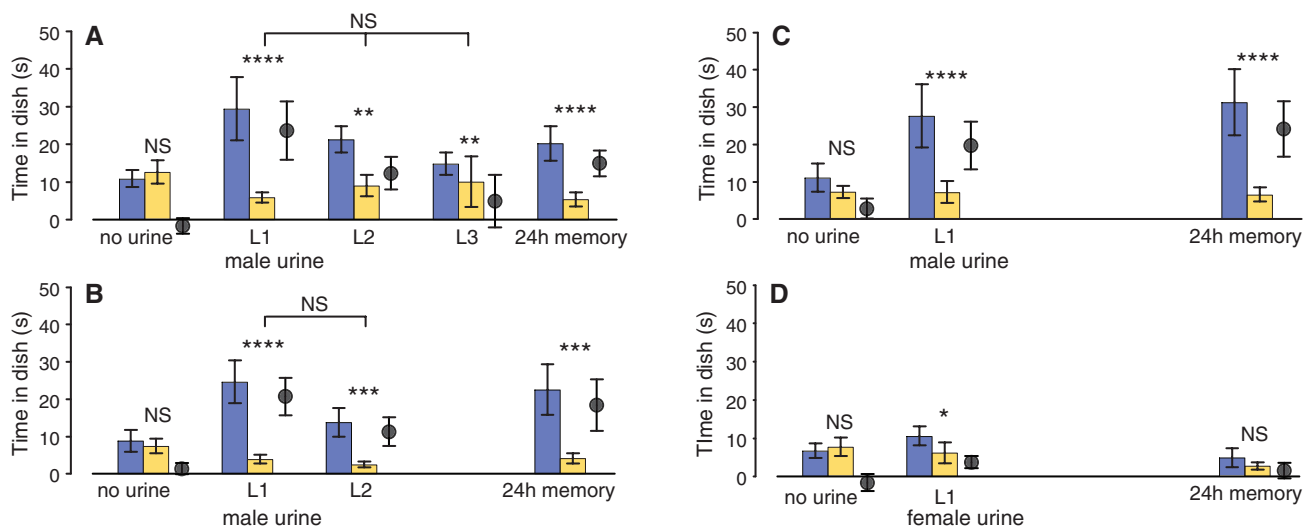 A
NS
Time in dish (s)
50
40
30
20
10
0
NS
****
**
**
****
no urine
L1
L2
L3
24h memory
male urine
B
NS
Time in dish (s)
50
40
30
20
10
0
NS
****
***
***
no urine
L1
L2
24h memory
male urine
C
Time in dish (s)
50
40
30
20
10
0
NS
****
****
no urine
L1
24h memory
male urine
D
TIme in dish (s)
50
40
30
20
10
0
NS
*
NS
no urine
L1
24h memory
female urine